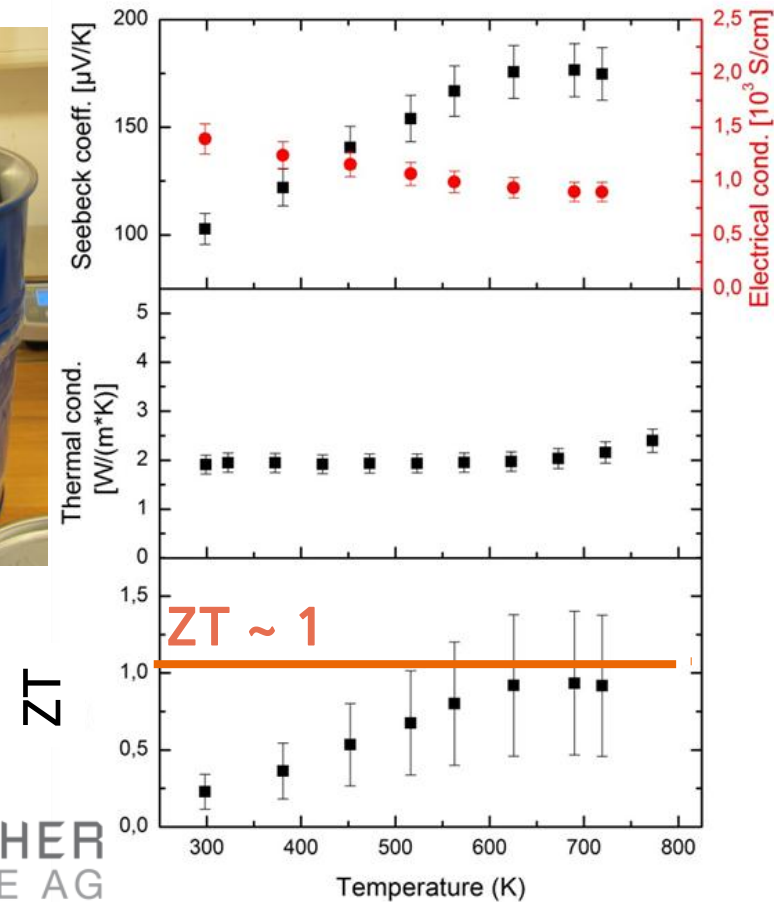 200
150
100
Seebeck coeff. [µV/K]
2,5
2,0
1,5
1,0
0,5
0,0
Electrical cond. [10³ S/cm]
5
4
3
2
1
0
Thermal cond.
[W/(m*K)]
ZT ~ 1
1,5
1,0
0,5
0,0
ZT
300 400 500 600 700 800
Temperature (K)
HER
E AG